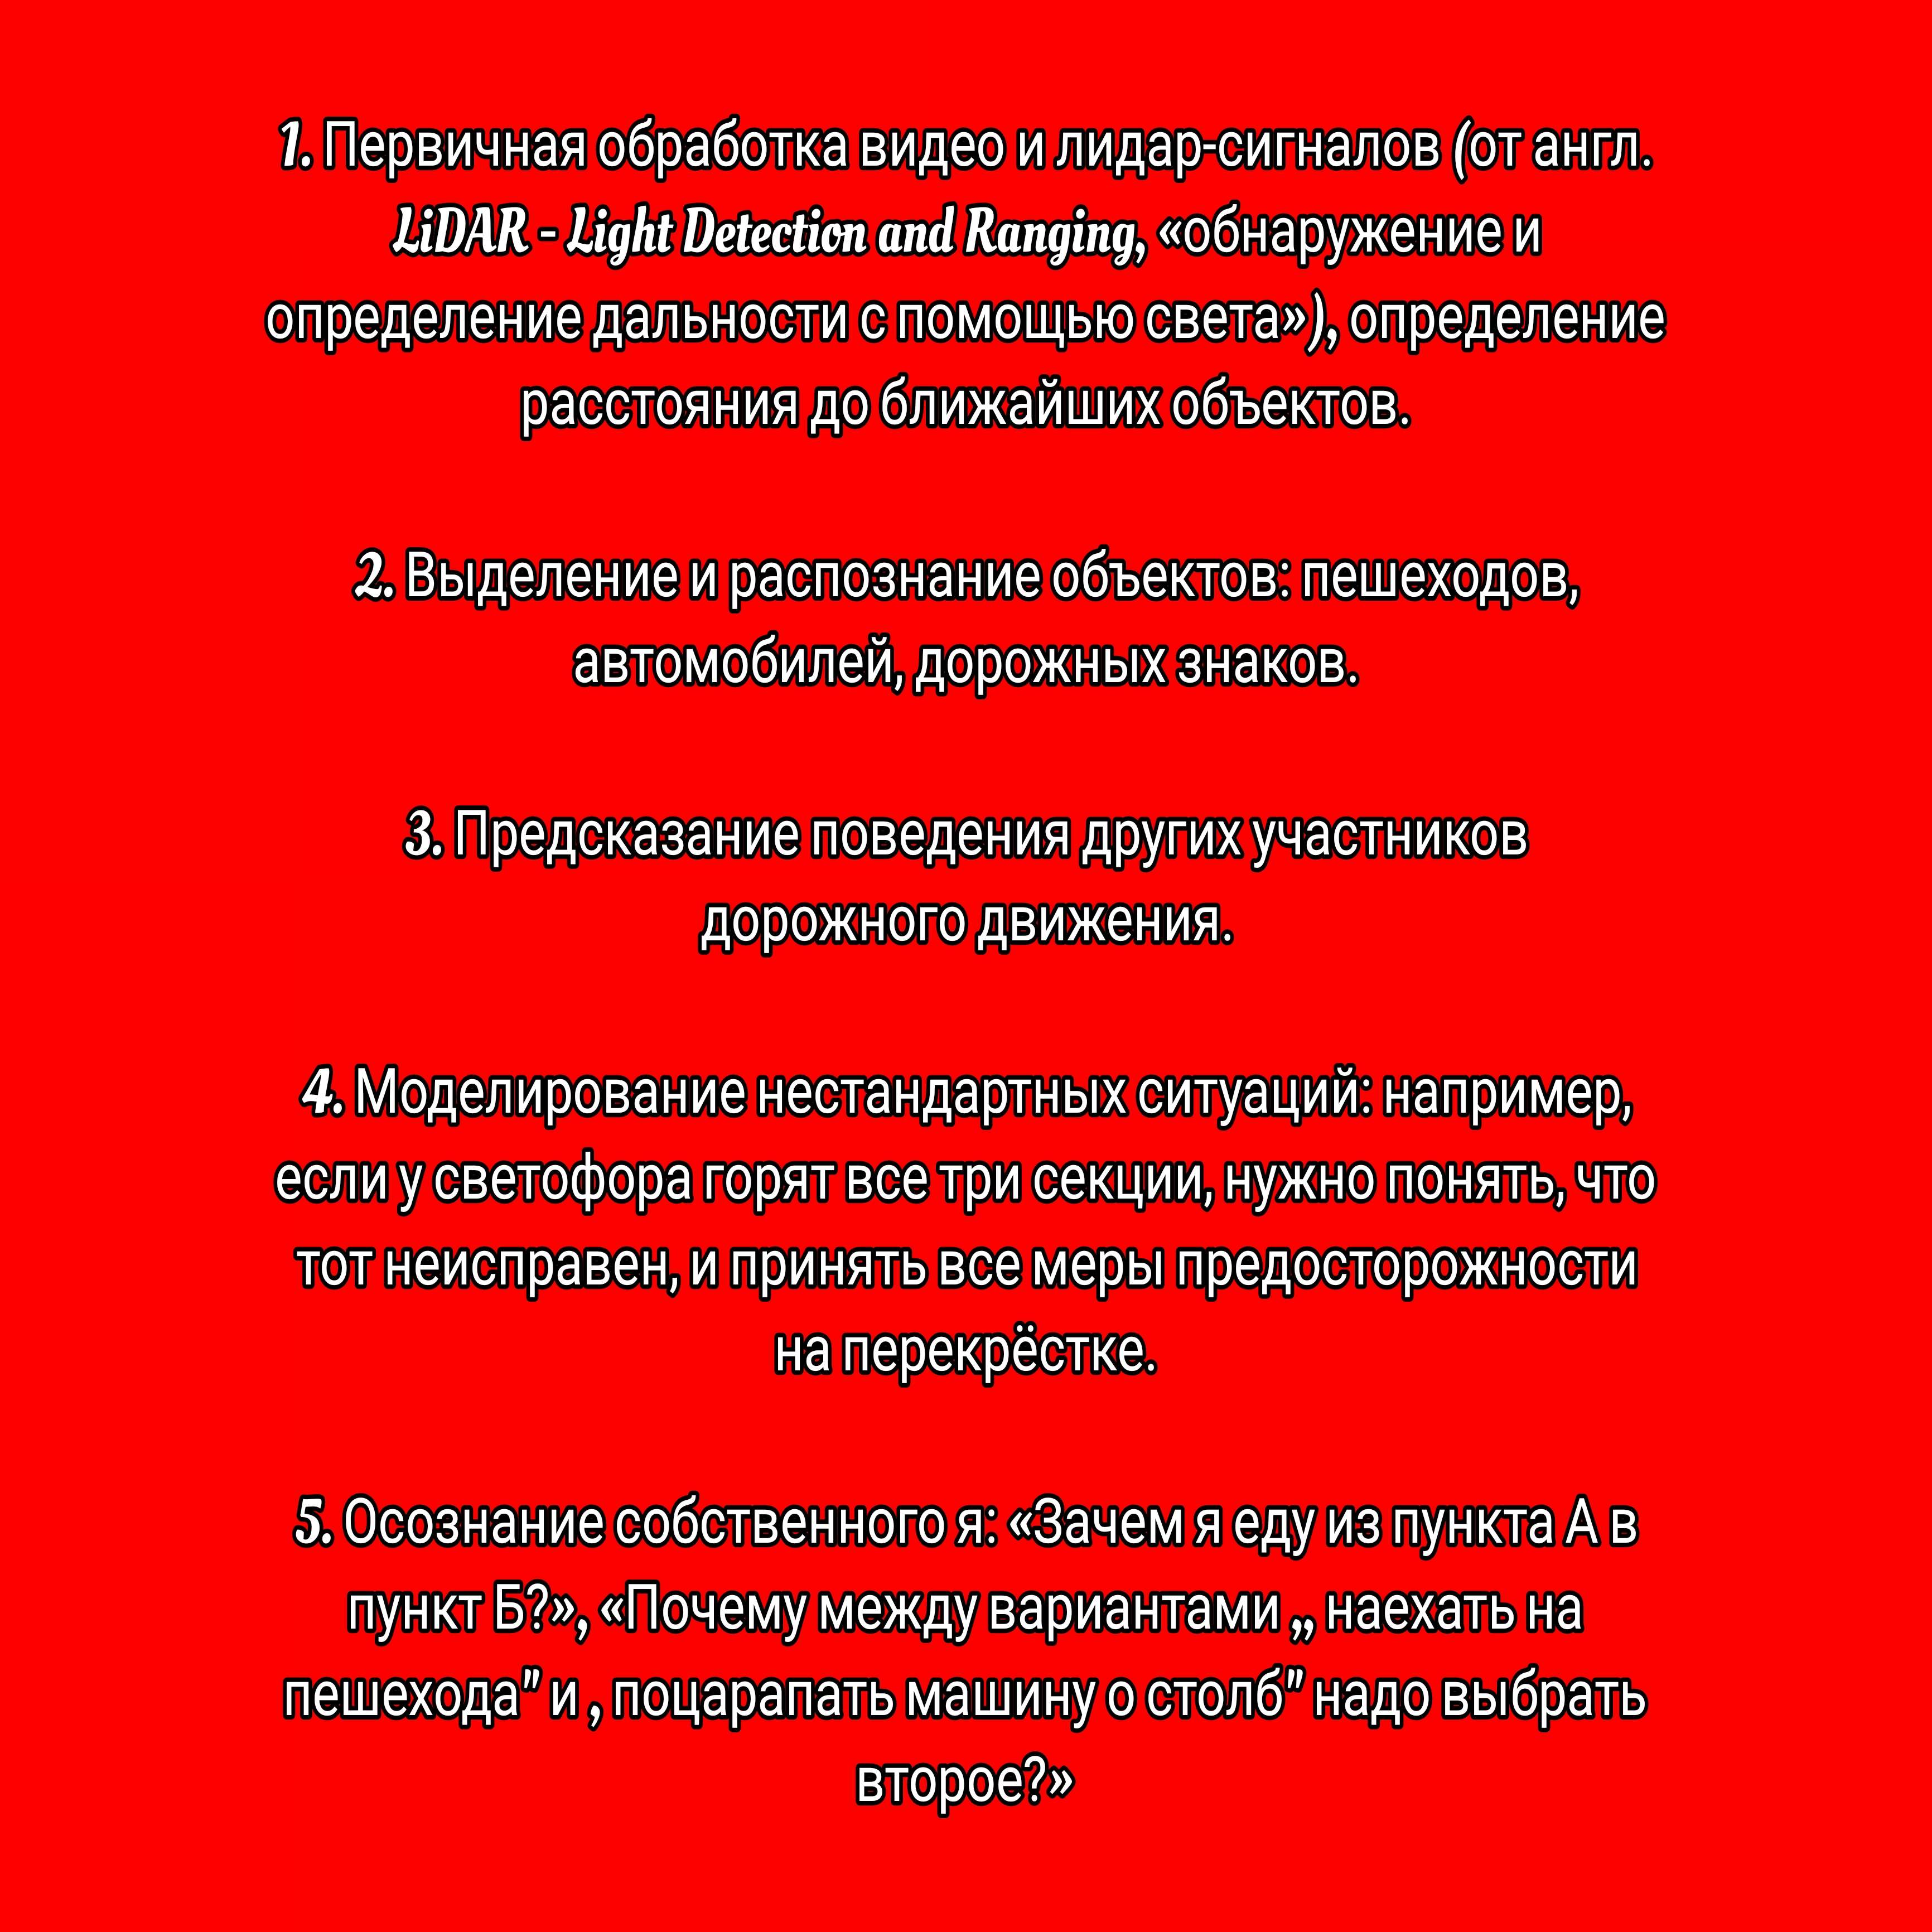 1. Первичная обработка видео и лидар-сигналов (от англ.
LiDAR - Light Detection and Ranging, «обнаружение и
определение дальности с помощью света»), определение
расстояния до ближайших объектов.
2. Выделение и распознание объектов: пешеходов,
автомобилей, дорожных знаков.
3. Предсказание поведения других участников
дорожного движения.
4. Моделирование нестандартных ситуаций: например,
если у светофора горят все три секции, нужно понять, что
тот неисправен, и принять все меры предосторожности
на перекрёстке.
5. Осознание собственного я: «Зачем я еду из пункта А в
пункт Б?», «Почему между вариантами ,, наехать на
пешехода" и , поцарапать машину о столб" надо выбрать
второе?»